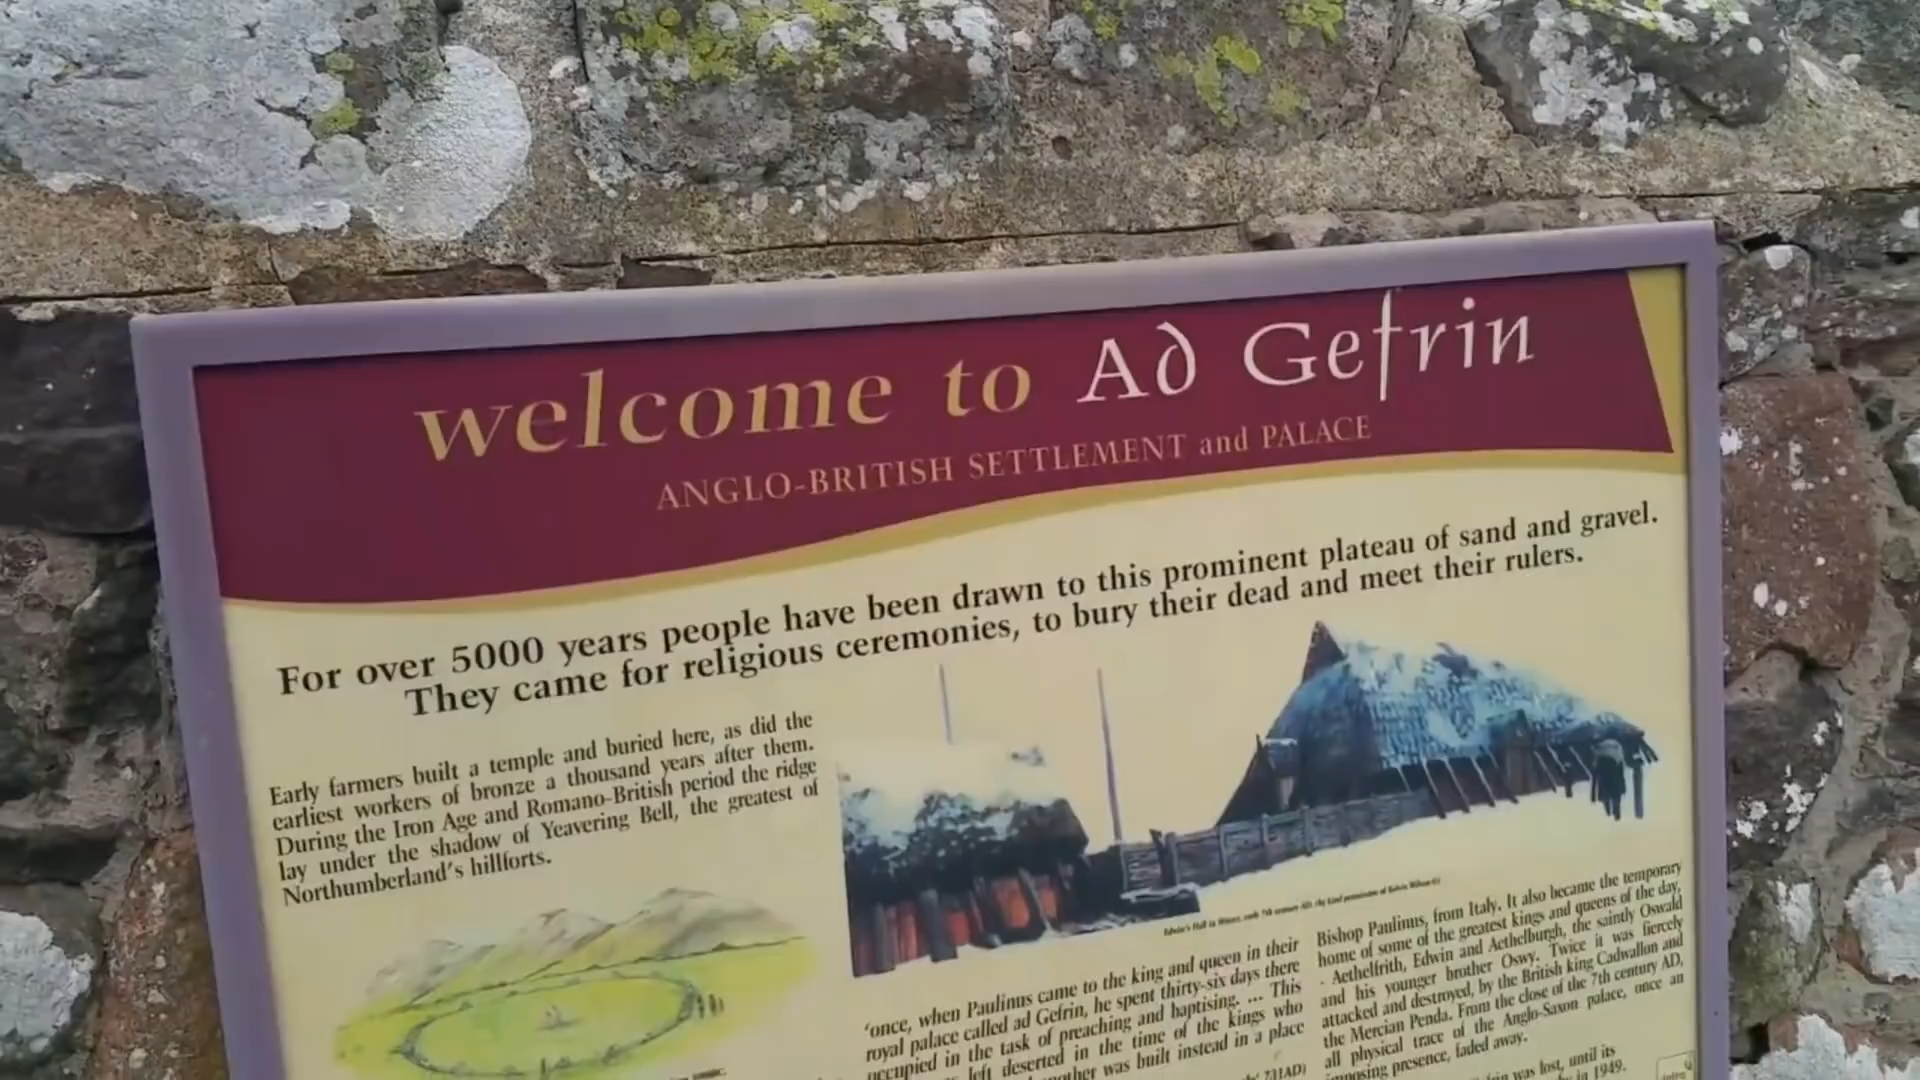 welcome to Ad Gefrin
ANGLO-BRITISH SETTLEMENT and PALACE
For over 5000 years people have been drawn to this prominent plateau of sand and gravel.
They came for religious ceremonies, to bury their dead and meet their rulers.
Early farmers built a temple and buried here, as did the
earliest workers of bronze a thousand years after them.
During the Iron Age and Romano-British period the ridge
lay under the shadow of Yeavering Bell, the greatest of
Northumberland's hillforts.
'once, when Paulinus came to the king and queen in their
royal palace called ad Gefrin, he spent thirty-six days there
occupied in the task of preaching and baptising. ... This
left deserted in the time of the kings who
was built instead in a place
731AD)
Bishop Paulinus, from Italy. It also became the temporary
home of some of the greatest kings and queens of the day,
- Aethelfrith, Edwin and Aethelburgh, the saintly Oswald
and his younger brother Oswy. Twice it was fiercely
attacked and destroyed, by the British king Cadwallon and
the Mercian Penda. From the close of the 7th century AD,
all physical trace of the Anglo-Saxon palace, once an
imposing presence, faded away.
was lost, until its
in 1949.